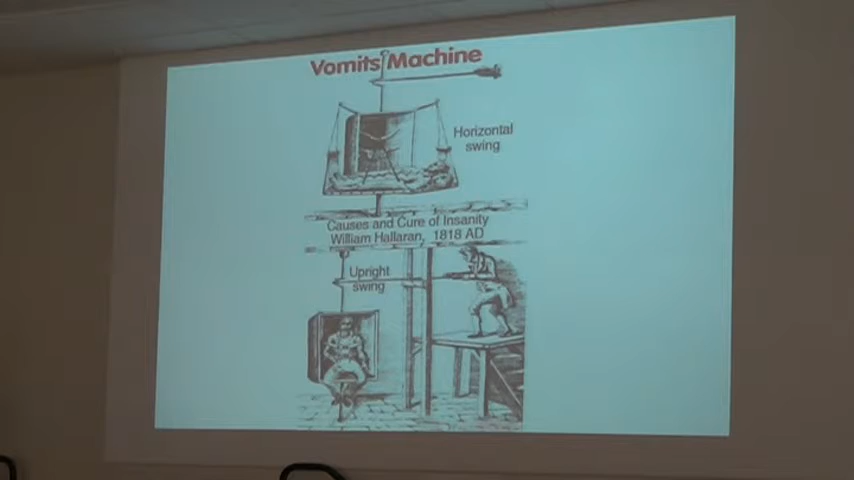 Vomits Machine
Horizontal
swing
Causes and Cure of Insanity
William Hallaran, 1818 AD
Upright
swing